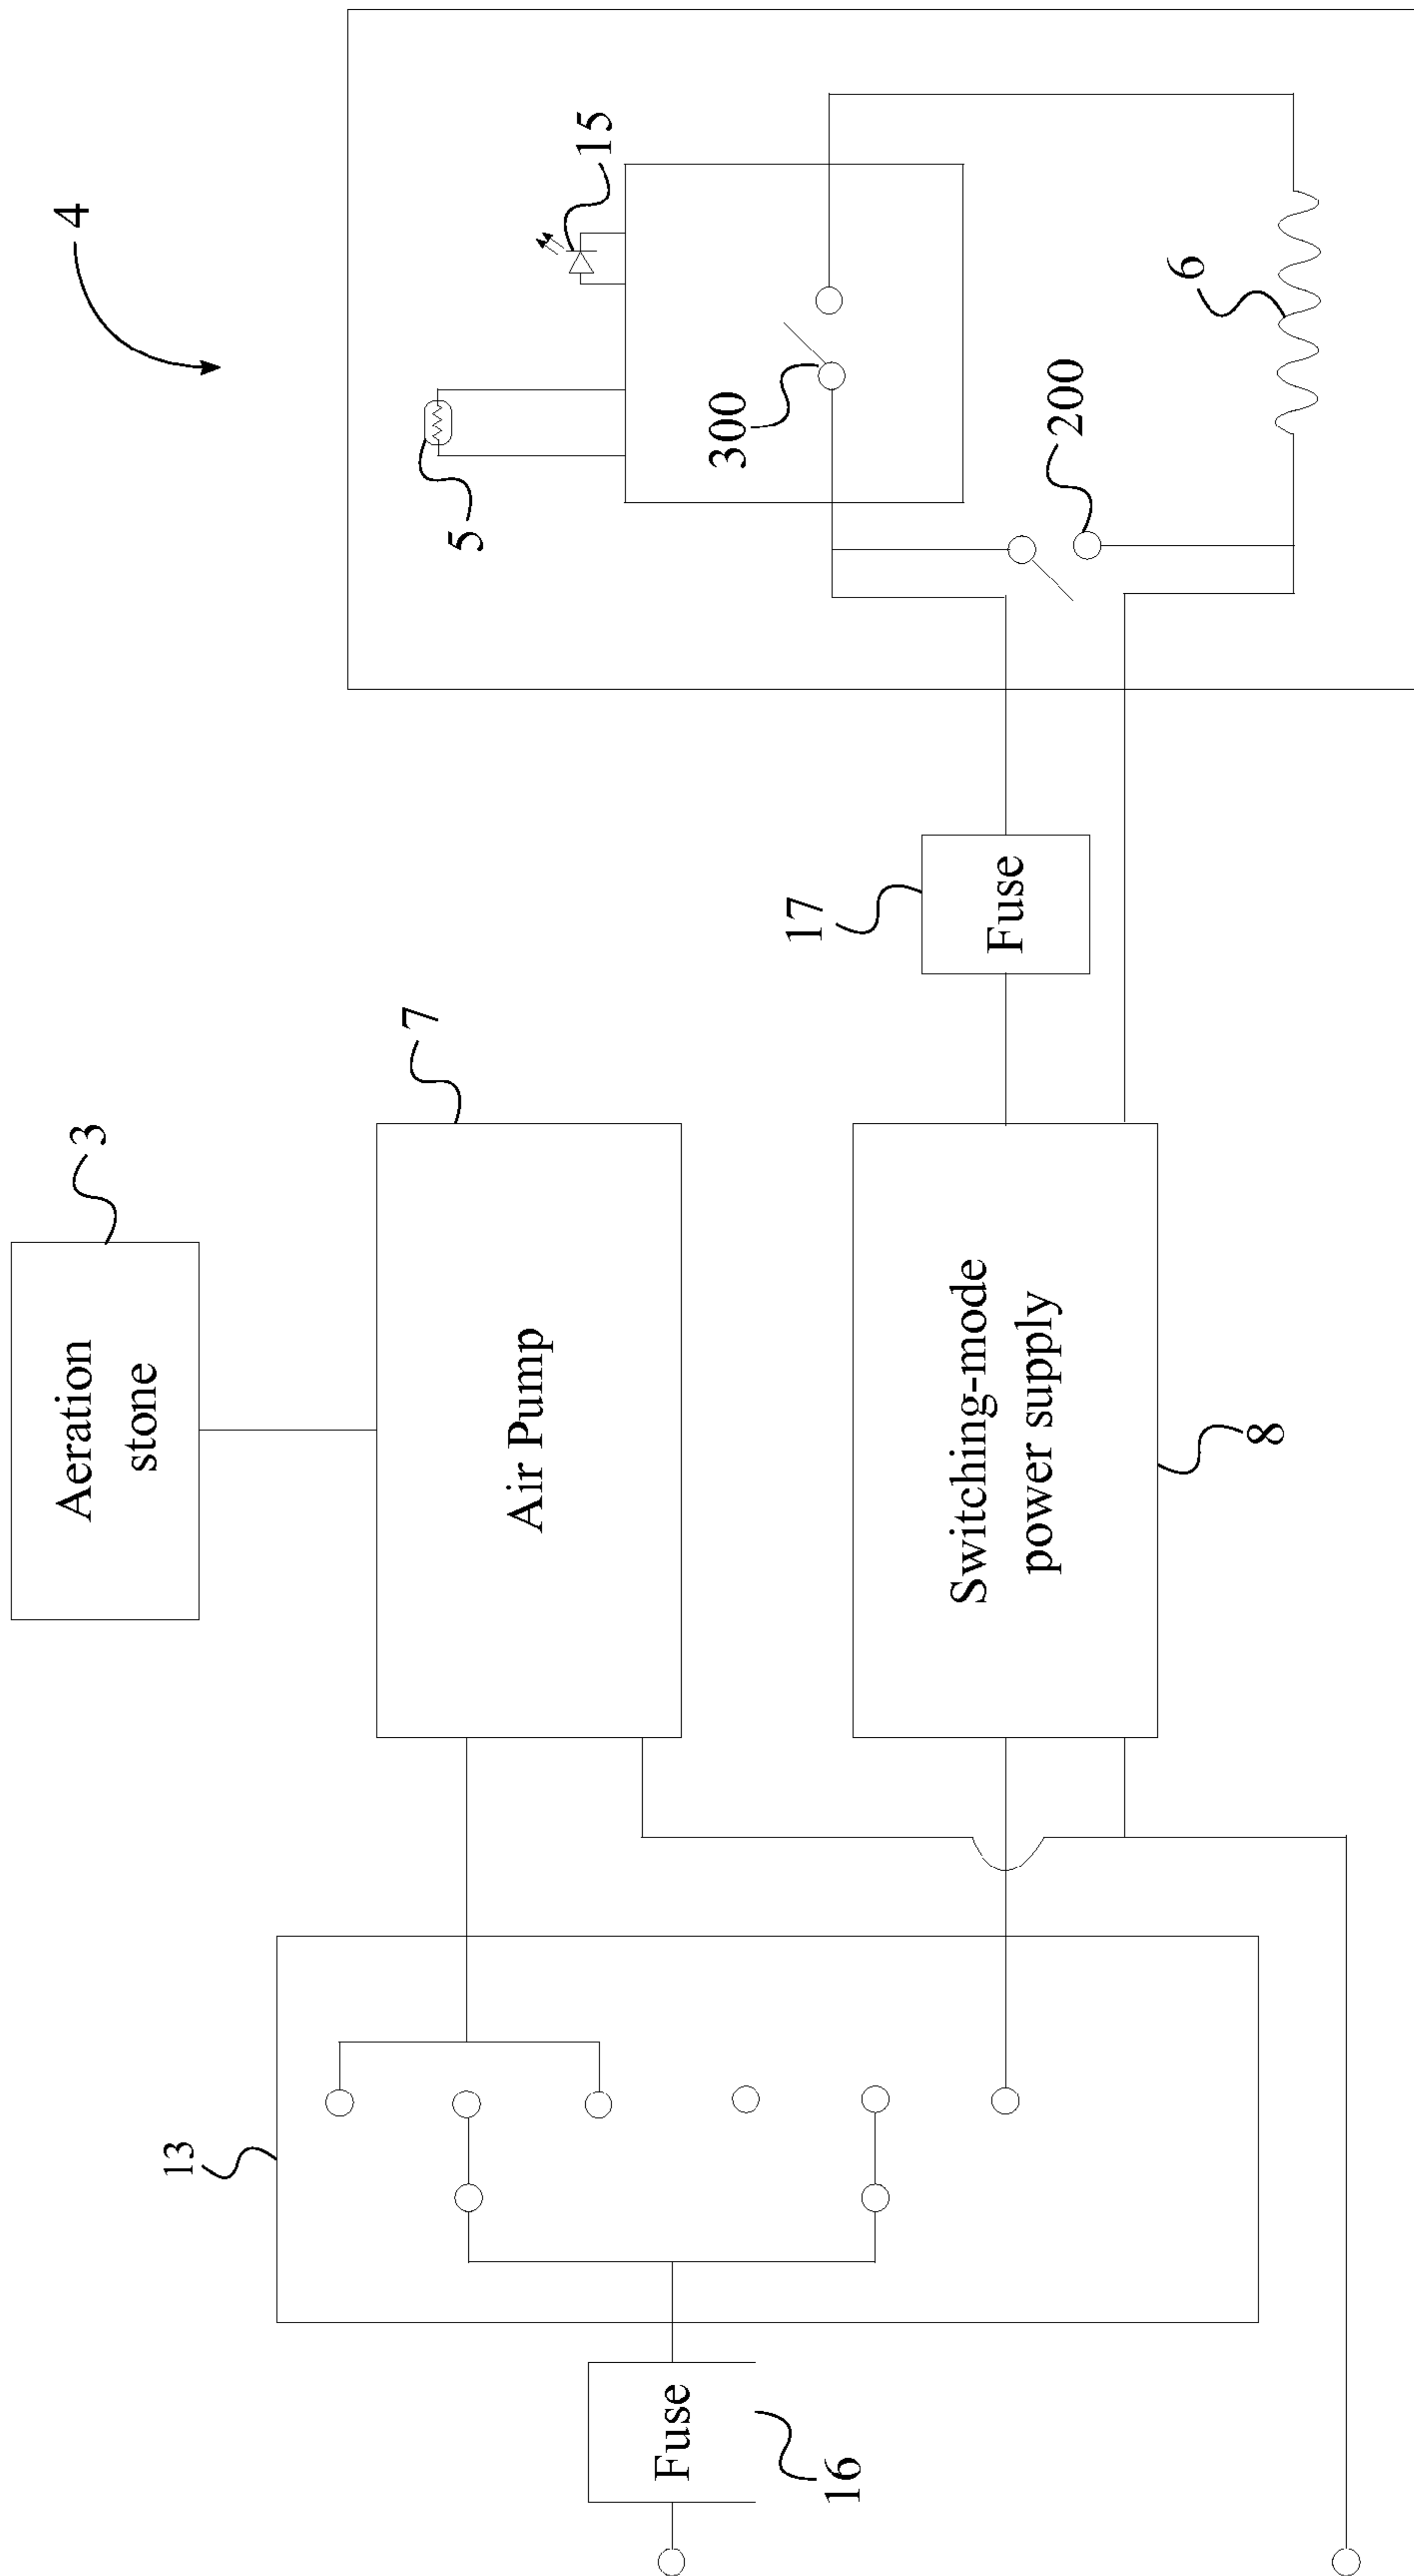 4
15
5
300
6
200
17
Fuse
7
3
Aeration
stone
Air Pump
Switching-mode
power supply
8
13
Fuse
16